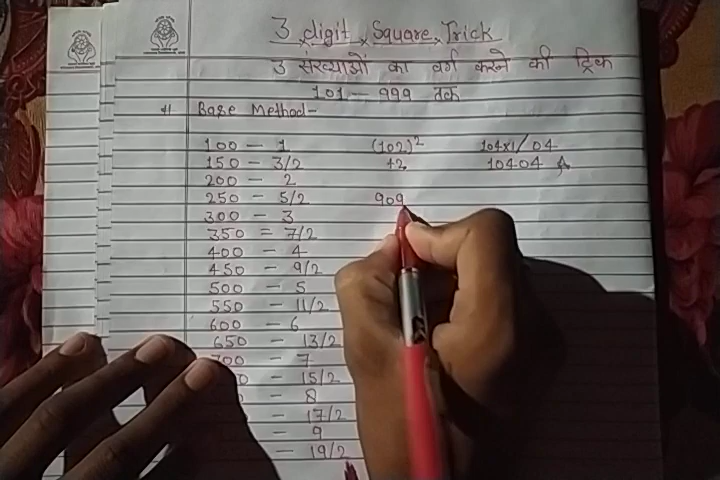 3 digit Square Trick
3 संख्याओं का वर्ग करने की ट्रिक
101 - 999 तक
Base Method-
100 - 1 (102)² 104x1/04
150 - 3/2 +2 10404
200 - 2
250 - 5/2 909
300 - 3
350 = 7/2
400 - 4
450 - 9/2
500 - 5
550 - 11/2
600 - 6
650 - 13/2
700 - 7
0 - 15/2
- 8
- 17/2
- 9
- 19/2